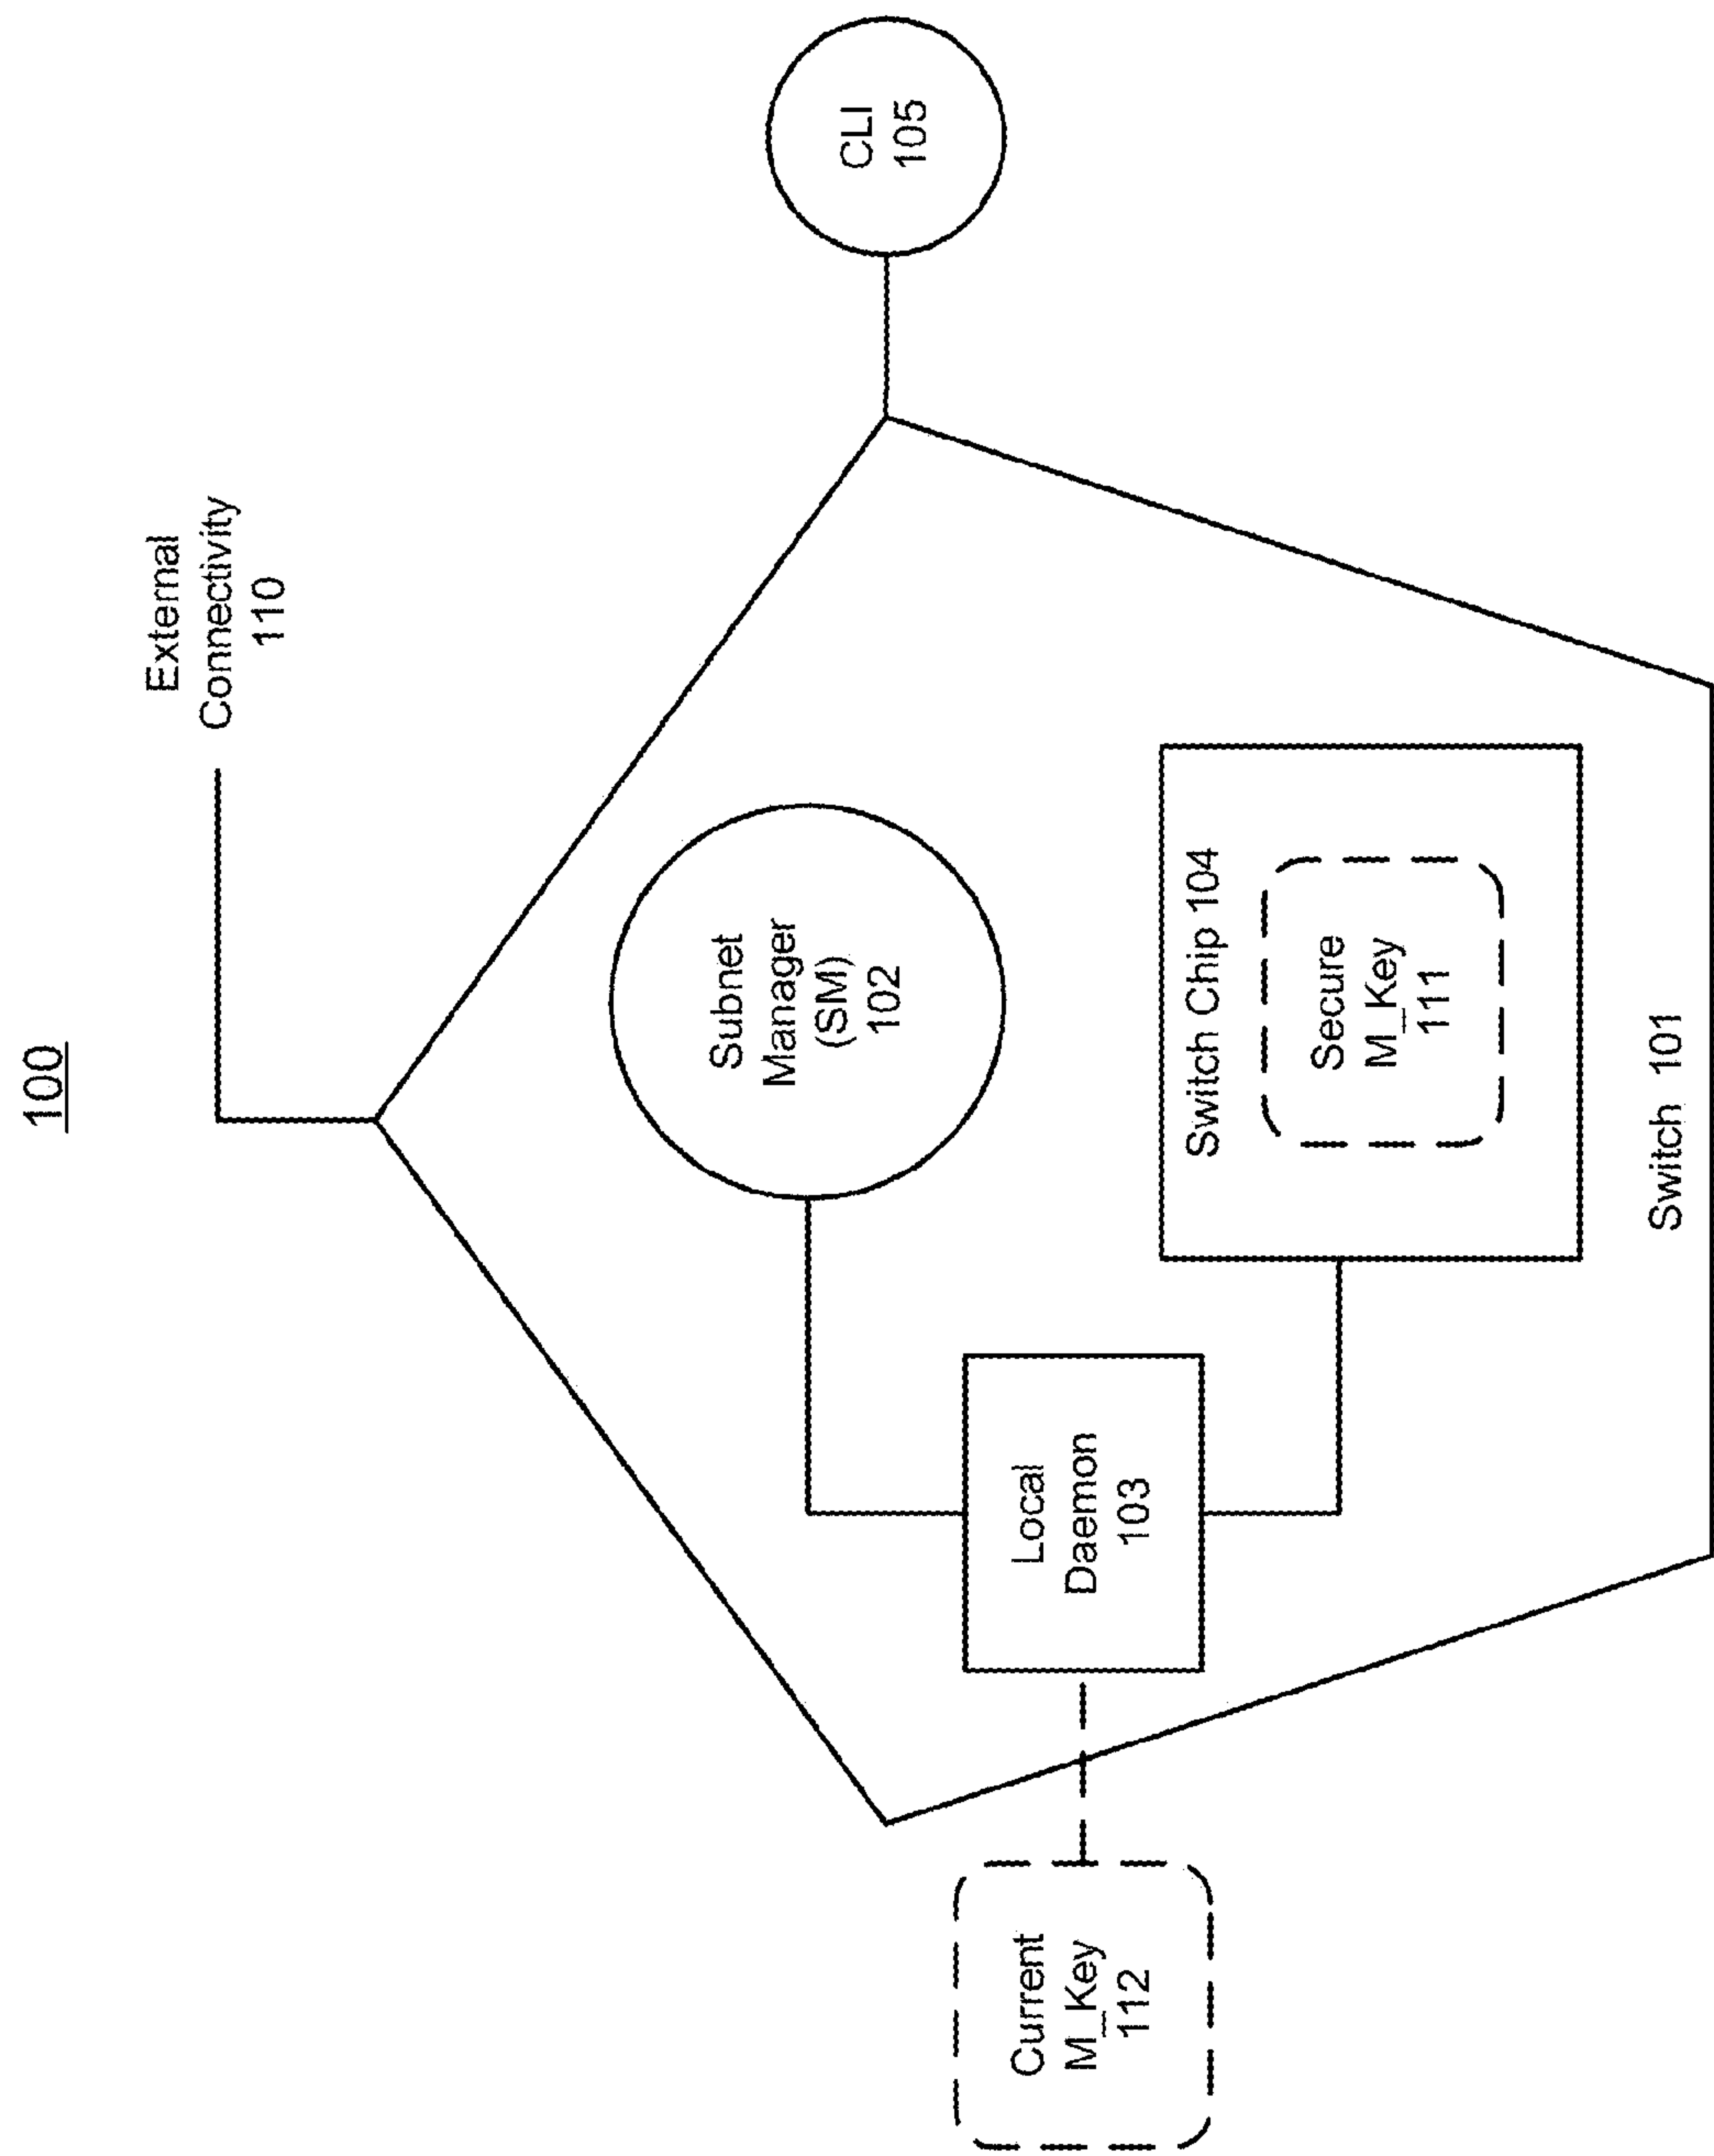 100
External
Connectivity
110
CLI
105
Subnet
Manager
(SM)
102
Local
Daemon
103
Current
M_Key
112
Switch Chip 104
Secure
M_Key
111
Switch 101